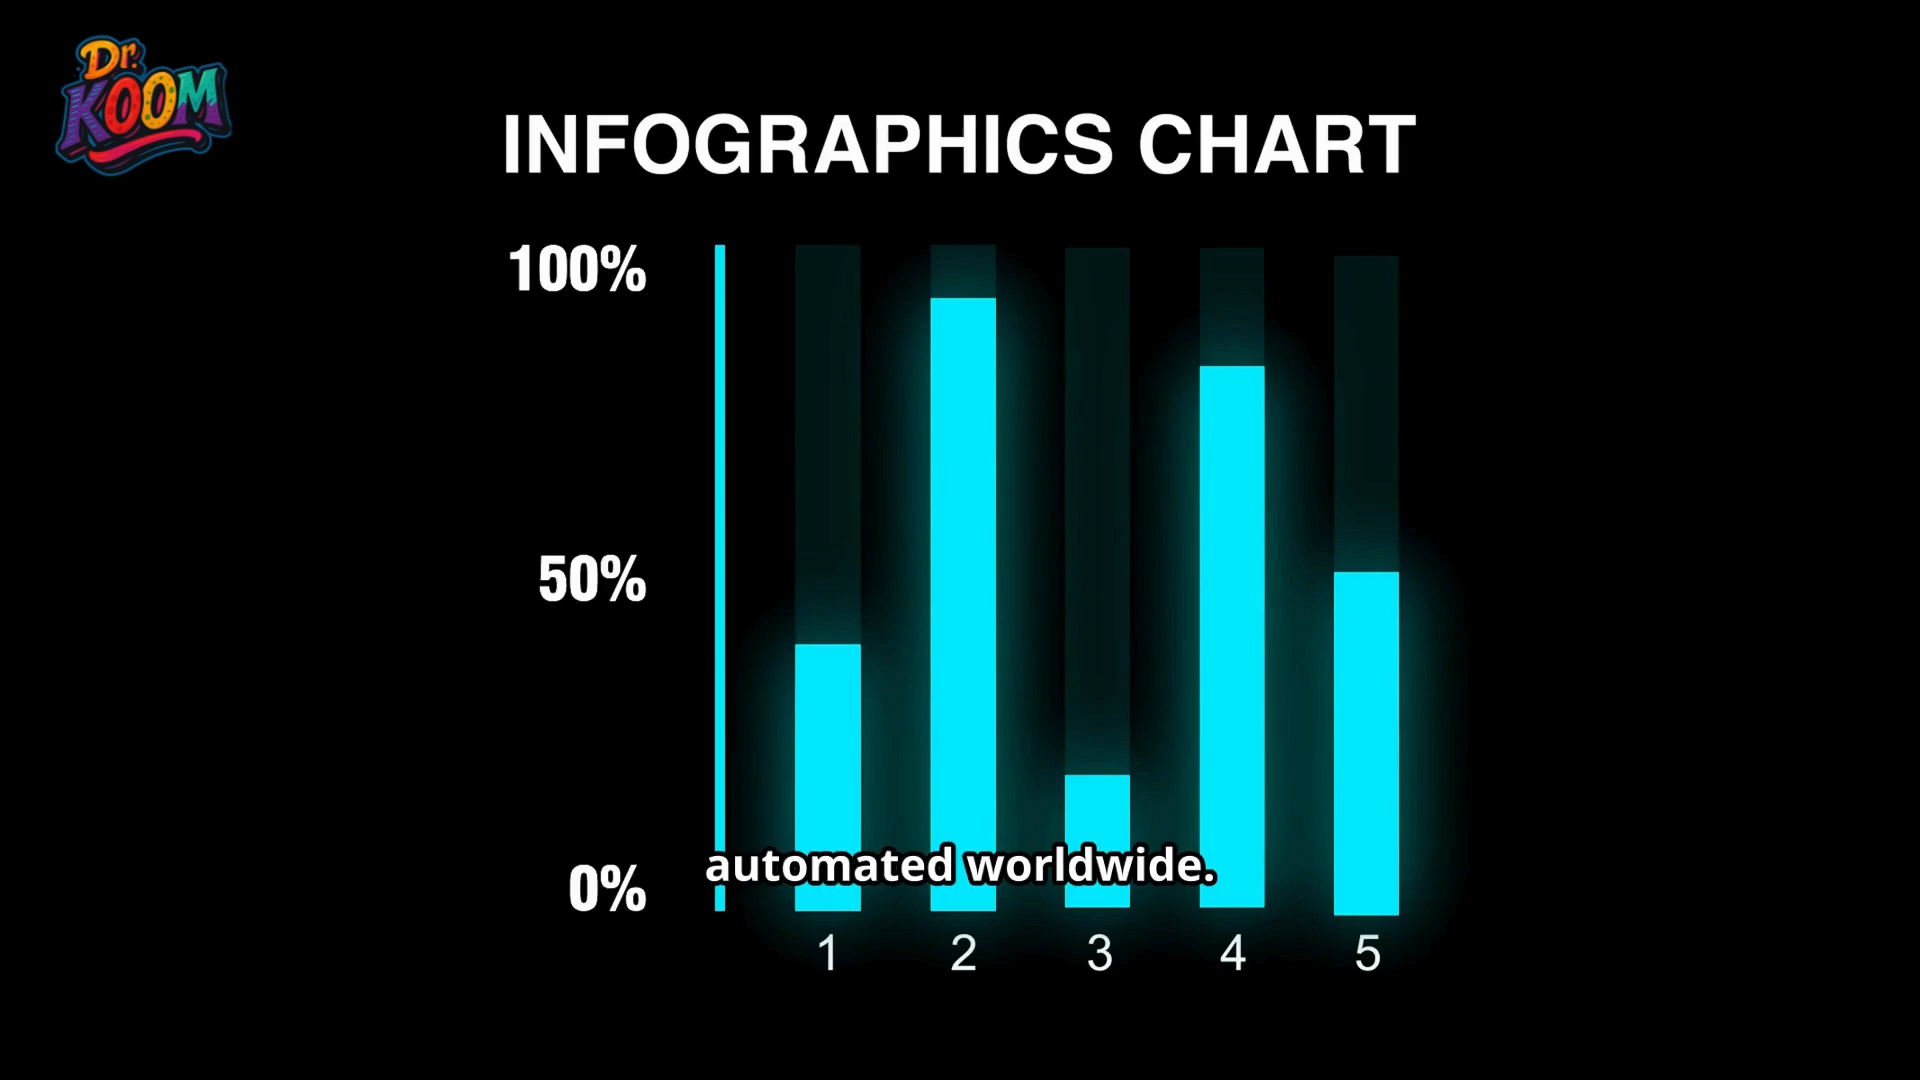 Dr.
KOOM
INFOGRAPHICS CHART
100%
50%
0%
automated worldwide.
1 2 3 4 5